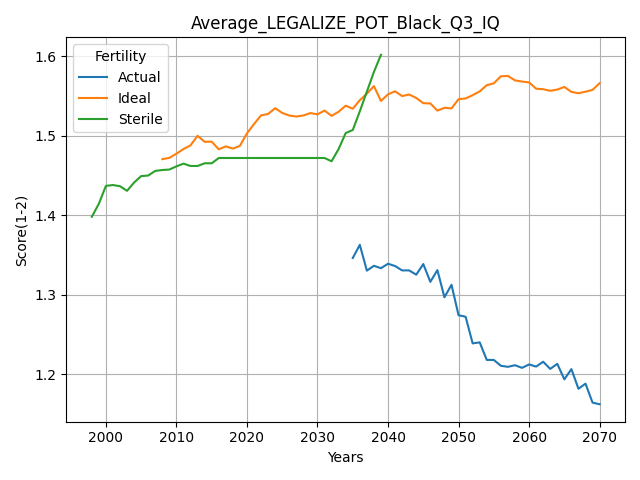 Average_LEGALIZE_POT_Black_Q3_IQ
Fertility
Actual
Ideal
Sterile
Score(1-2)
1.6
1.5
1.4
1.3
1.2
2000 2010 2020 2030 2040 2050 2060 2070
Years